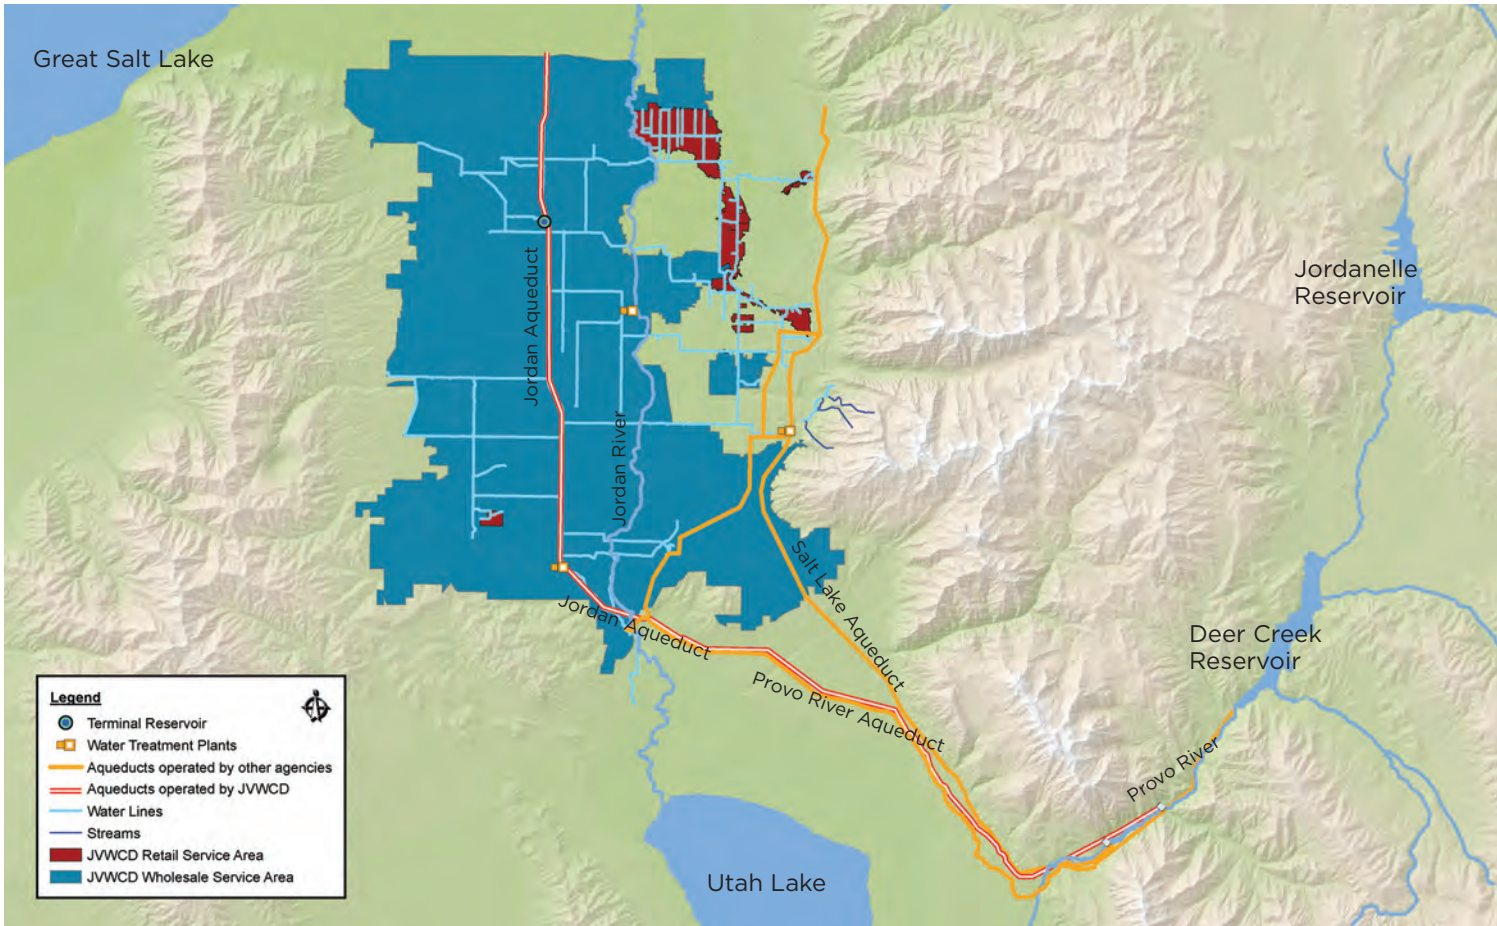 Great Salt Lake
Jordanelle
Reservoir
Jordan Aqueduct
Jordan River
Salt Lake Aqueduct
Jordan Aqueduct
Deer Creek
Reservoir
Provo River Aqueduct
Provo River
Utah Lake
Legend
Terminal Reservoir
Water Treatment Plants
Aqueducts operated by other agencies
Aqueducts operated by JVWCD
Water Lines
Streams
JVWCD Retail Service Area
JVWCD Wholesale Service Area